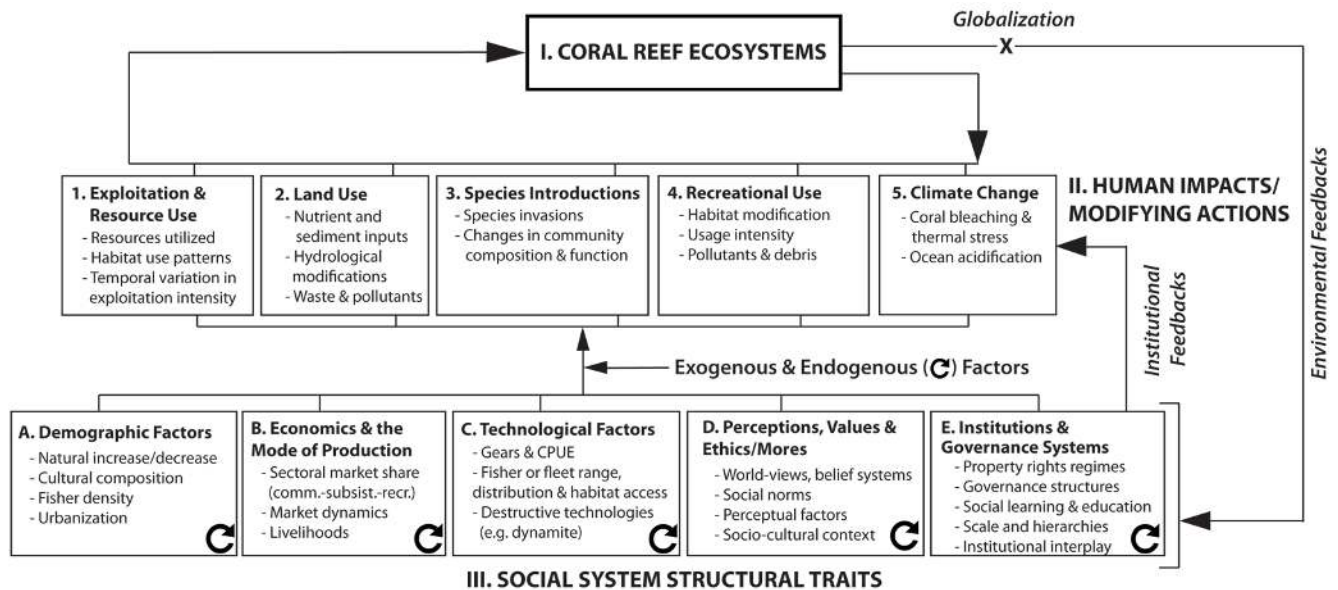 Globalization
X
I. CORAL REEF ECOSYSTEMS
Environmental Feedbacks
1. Exploitation &
Resource Use
- Resources utilized
- Habitat use patterns
- Temporal variation in
exploitation intensity
2. Land Use
- Nutrient and
sediment inputs
- Hydrological
modifications
- Waste & pollutants
3. Species Introductions
- Species invasions
- Changes in community
composition & function
4. Recreational Use
- Habitat modification
- Usage intensity
- Pollutants & debris
5. Climate Change
- Coral bleaching &
thermal stress
- Ocean acidification
II. HUMAN IMPACTS/
MODIFYING ACTIONS
Institutional
Feedbacks
Exogenous & Endogenous ( ) Factors
A. Demographic Factors
- Natural increase/decrease
- Cultural composition
- Fisher density
- Urbanization
B. Economics & the
Mode of Production
- Sectoral market share
(comm.-subsist.-recr.)
- Market dynamics
- Livelihoods
C. Technological Factors
- Gears & CPUE
- Fisher or fleet range,
distribution & habitat access
- Destructive technologies
(e.g. dynamite)
D. Perceptions, Values &
Ethics/Mores
- World-views, belief systems
- Social norms
- Perceptual factors
- Socio-cultural context
E. Institutions &
Governance Systems
- Property rights regimes
- Governance structures
- Social learning & education
- Scale and hierarchies
- Institutional interplay
III. SOCIAL SYSTEM STRUCTURAL TRAITS